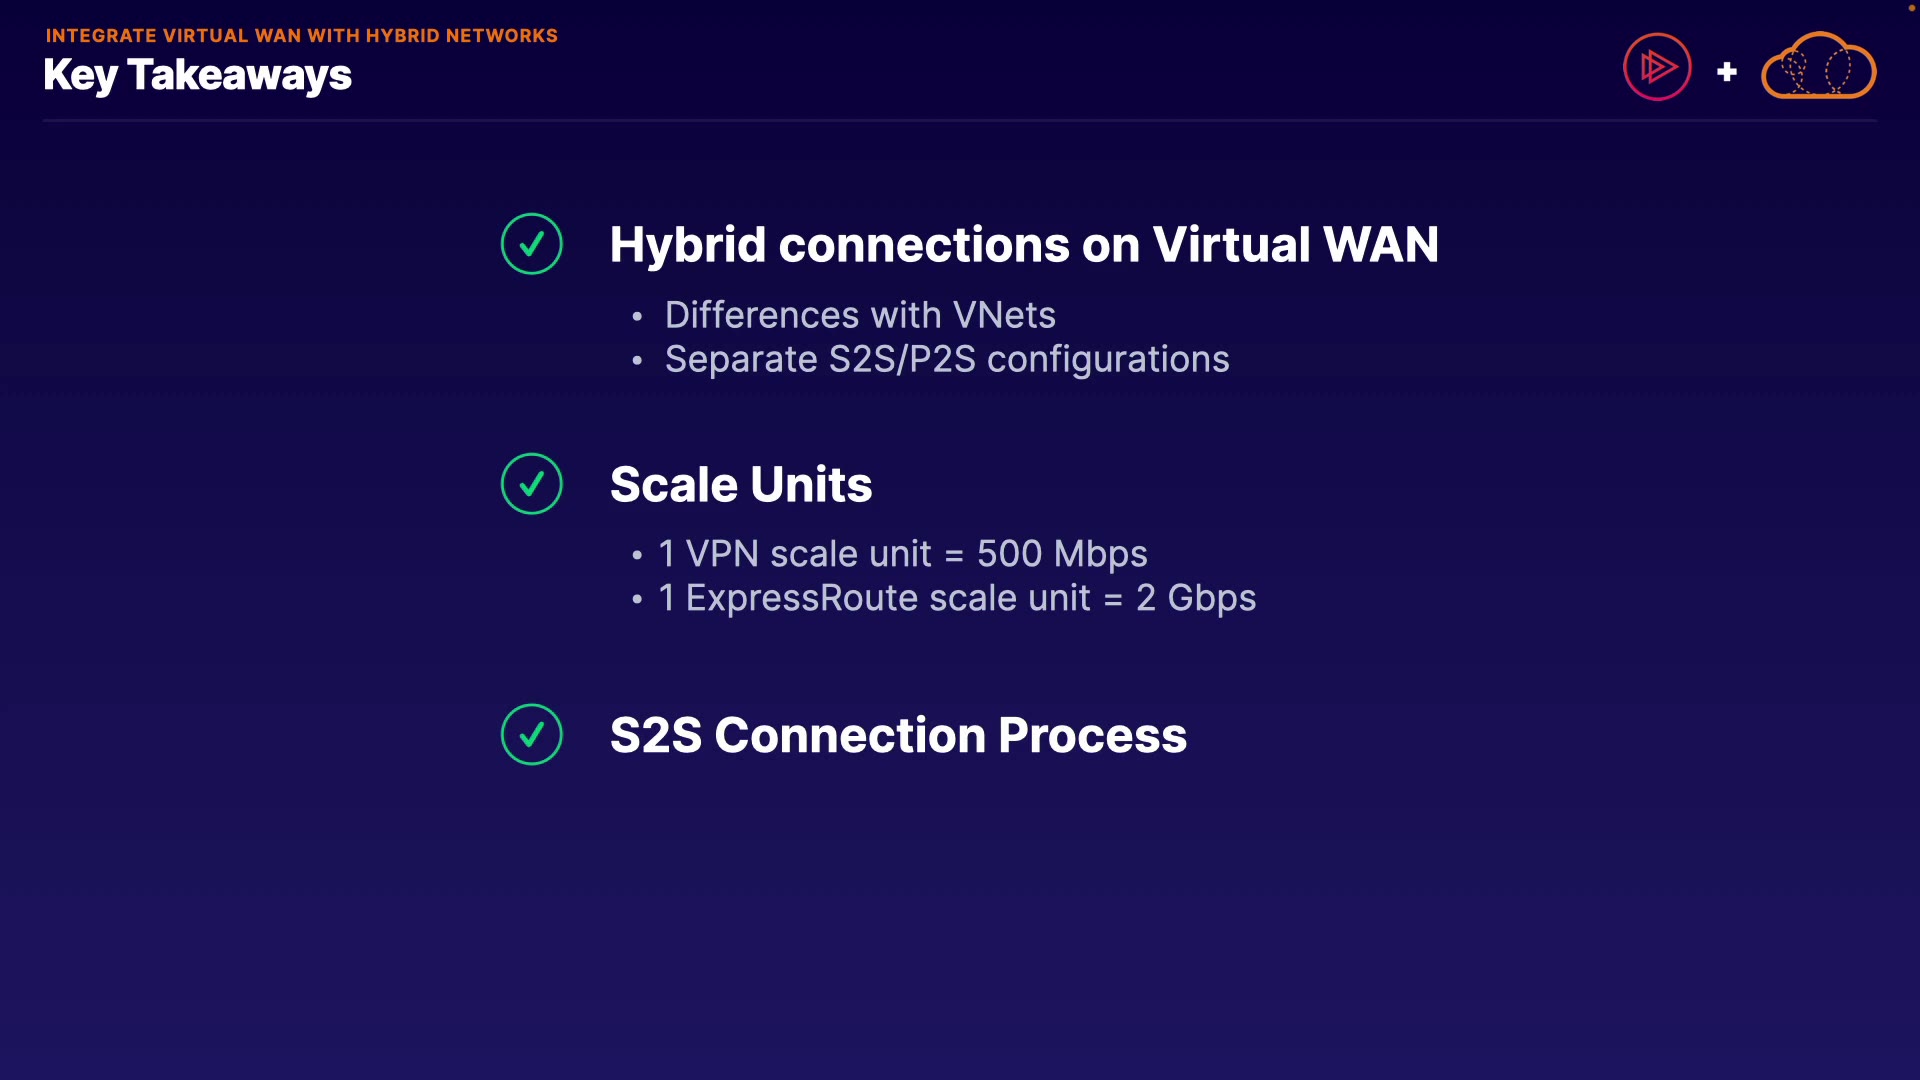 INTEGRATE VIRTUAL WAN WITH HYBRID NETWORKS
Key Takeaways
+
Hybrid connections on Virtual WAN
• Differences with VNets
• Separate S2S/P2S configurations
Scale Units
• 1 VPN scale unit = 500 Mbps
• 1 ExpressRoute scale unit = 2 Gbps
S2S Connection Process